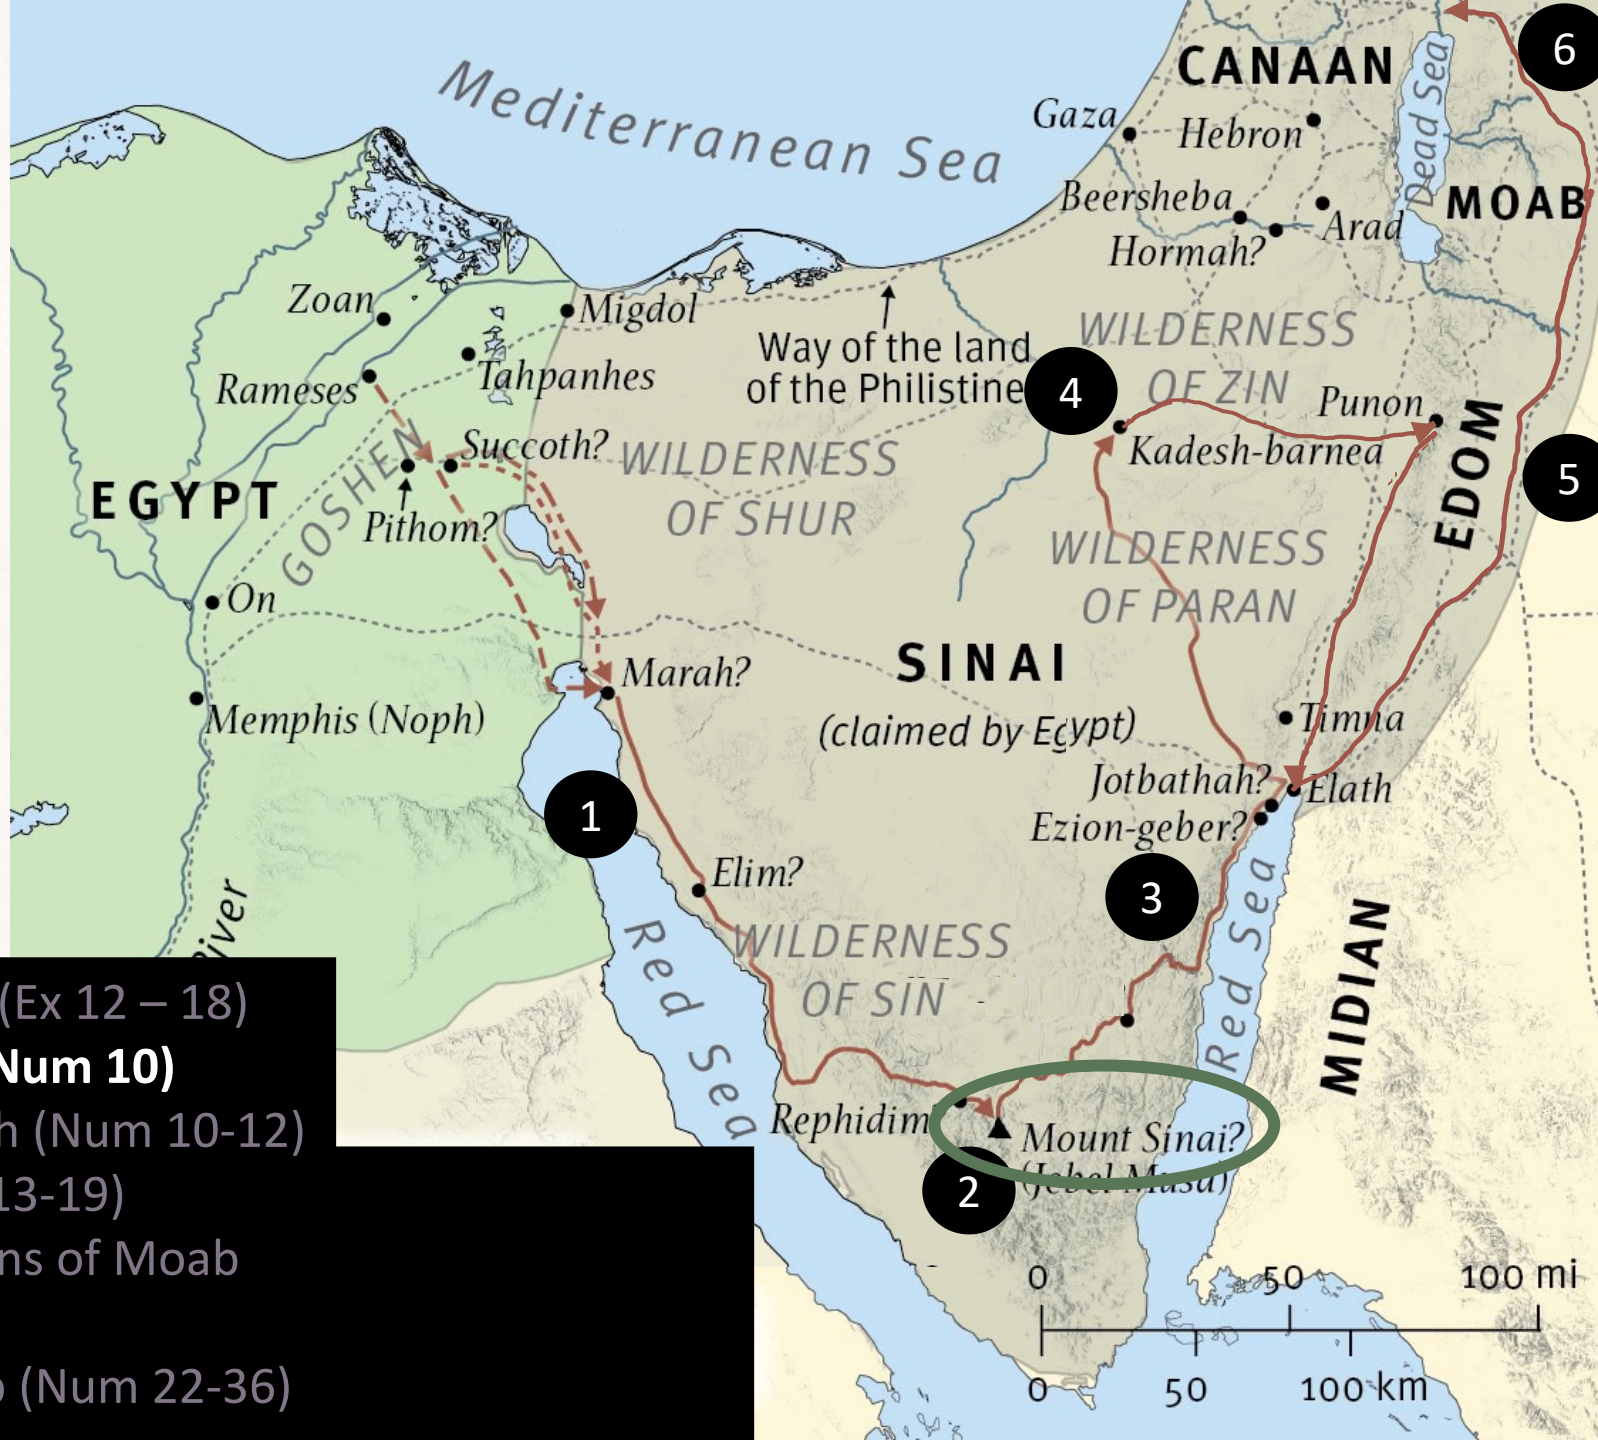 Mediterranean Sea
CANAAN
6
Gaza
Hebron
Dead Sea
Beersheba
MOAB
Arad
Hormah?
Zoan
Migdol
WILDERNESS
OF ZIN
Way of the land
of the Philistine
Tahpanhes
Rameses
4
Punon
Succoth?
Kadesh-barnea
WILDERNESS
OF SHUR
EGYPT
GOSHEN
EDOM
5
Pithom?
WILDERNESS
OF PARAN
On
SINAI
(claimed by Egypt)
Marah?
Memphis (Noph)
Timna
Jotbathah?
Elath
Ezion-geber?
1
Elim?
3
Red Sea
WILDERNESS
OF SIN
Red Sea
MIDIAN
River
Rephidim
Mount Sinai?
(Jebel Musa)
2
0 50 100 mi
0 50 100 km
(Ex 12 – 18)
Num 10)
h (Num 10-12)
13-19)
ns of Moab
(Num 22-36)